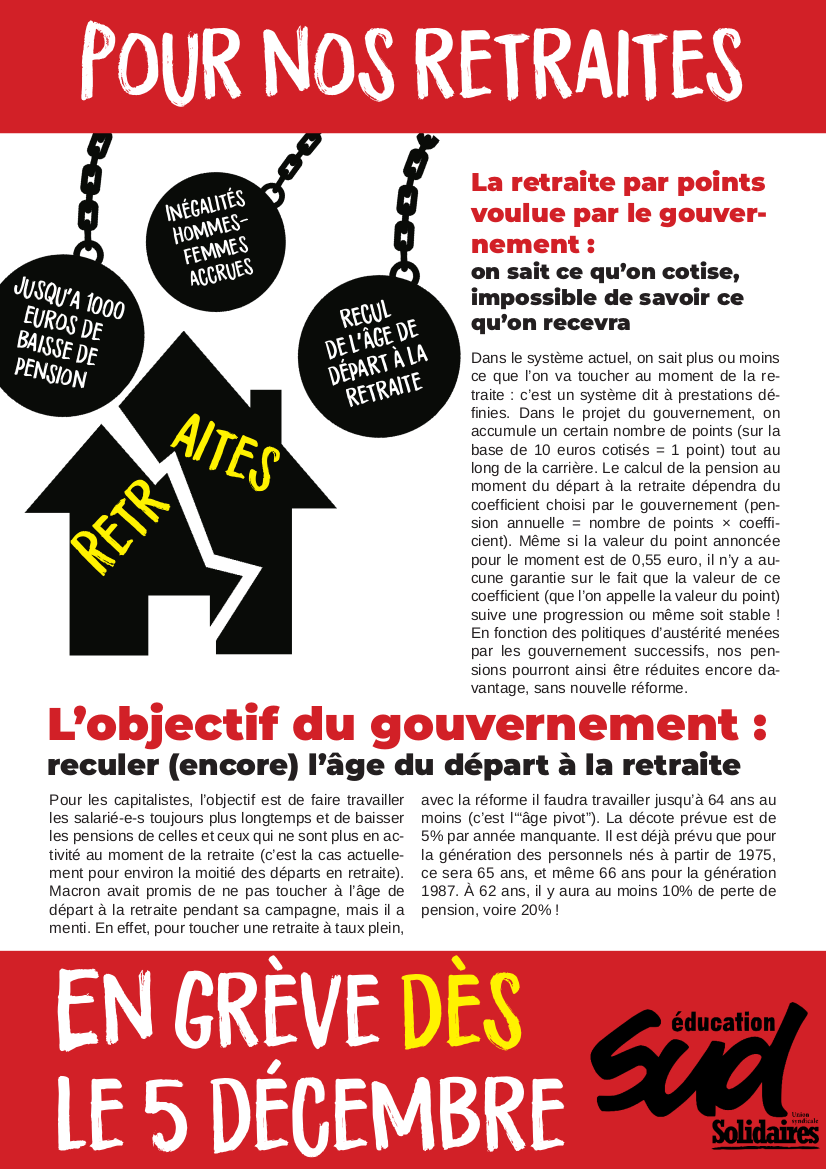 POUR NOS RETRAITES
INÉGALITÉS
HOMMES-
FEMMES
ACCRUES
JUSQU'A 1000
EUROS DE
BAISSE DE
PENSION
RECUL
DE L'ÂGE DE
DÉPART À LA
RETRAITE
RETR
AITES
La retraite par points
voulue par le gouver-
nement :
on sait ce qu'on cotise,
impossible de savoir ce
qu'on recevra
Dans le système actuel, on sait plus ou moins
ce que l'on va toucher au moment de la re-
traite : c'est un système dit à prestations dé-
finies. Dans le projet du gouvernement, on
accumule un certain nombre de points (sur la
base de 10 euros cotisés = 1 point) tout au
long de la carrière. Le calcul de la pension au
moment du départ à la retraite dépendra du
coefficient choisi par le gouvernement (pen-
sion annuelle = nombre de points × coeffi-
cient). Même si la valeur du point annoncée
pour le moment est de 0,55 euro, il n'y a au-
cune garantie sur le fait que la valeur de ce
coefficient (que l'on appelle la valeur du point)
suive une progression ou même soit stable !
En fonction des politiques d'austérité menées
par les gouvernement successifs, nos pen-
sions pourront ainsi être réduites encore da-
vantage, sans nouvelle réforme.
L'objectif du gouvernement :
reculer (encore) l'âge du départ à la retraite
Pour les capitalistes, l'objectif est de faire travailler
les salarié-e-s toujours plus longtemps et de baisser
les pensions de celles et ceux qui ne sont plus en ac-
tivité au moment de la retraite (c'est la cas actuelle-
ment pour environ la moitié des départs en retraite).
Macron avait promis de ne pas toucher à l'âge de
départ à la retraite pendant sa campagne, mais il a
menti. En effet, pour toucher une retraite à taux plein,
avec la réforme il faudra travailler jusqu'à 64 ans au
moins (c'est l'“âge pivot”). La décote prévue est de
5% par année manquante. Il est déjà prévu que pour
la génération des personnels nés à partir de 1975,
ce sera 65 ans, et même 66 ans pour la génération
1987. À 62 ans, il y aura au moins 10% de perte de
pension, voire 20% !
EN GRÈVE DÈS
LE 5 DÉCEMBRE
éducation
Sud
Union
syndicale
Solidaires